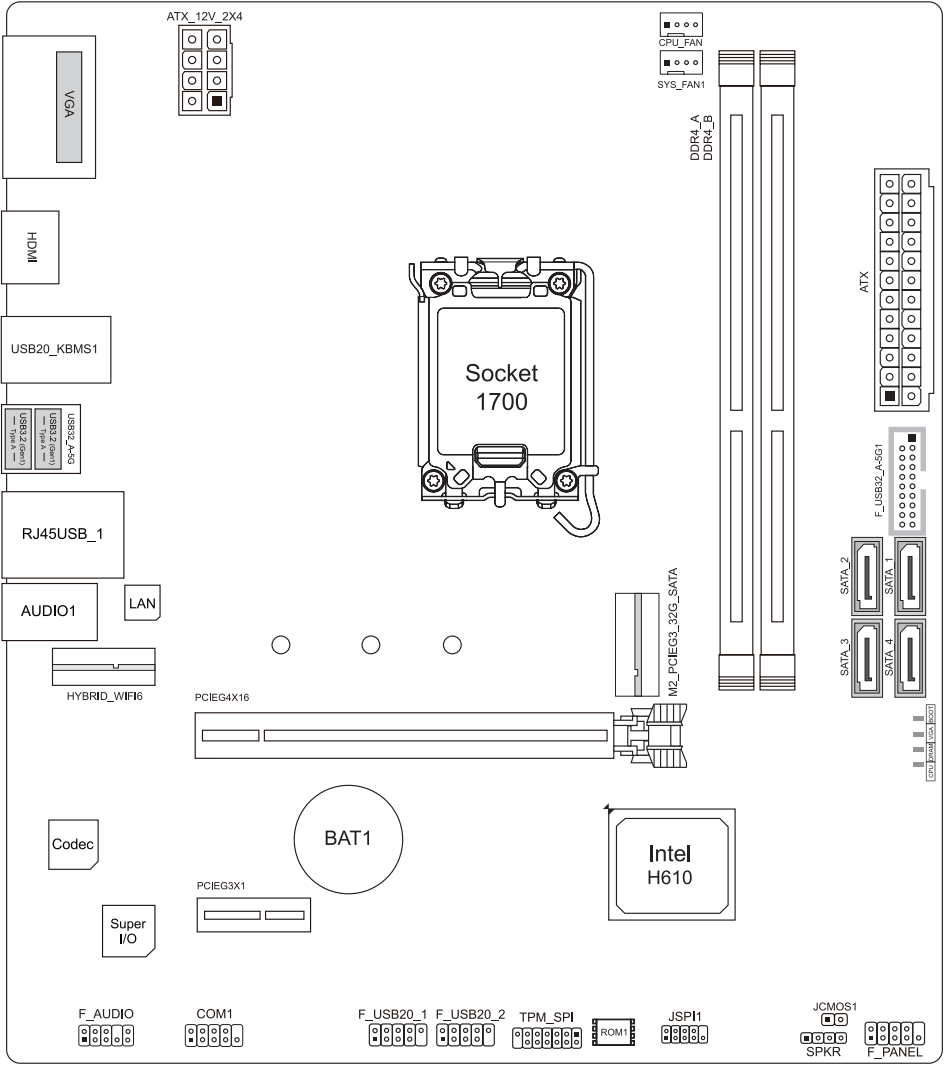 ATX_12V_2X4
CPU_FAN
SYS_FAN1
VGA
DDR4_A
DDR4_B
HDMI
ATX
USB20_KBMS1
Socket
1700
USB32_A-5G
USB3.2 (Gen1)
Type A
USB3.2 (Gen1)
Type A
F_USB32_A-5G1
RJ45USB_1
SATA_2
SATA_1
AUDIO1
LAN
M2_PCIEG3_32G_SATA
SATA_3
SATA_4
HYBRID_WIFI6
PCIEG4X16
BOOT
VGA
DRAM
CPU
BAT1
Codec
Intel
H610
PCIEG3X1
Super
I/O
F_AUDIO
COM1
F_USB20_1
F_USB20_2
TPM_SPI
ROM1
JSPI1
JCMOS1
SPKR
F_PANEL